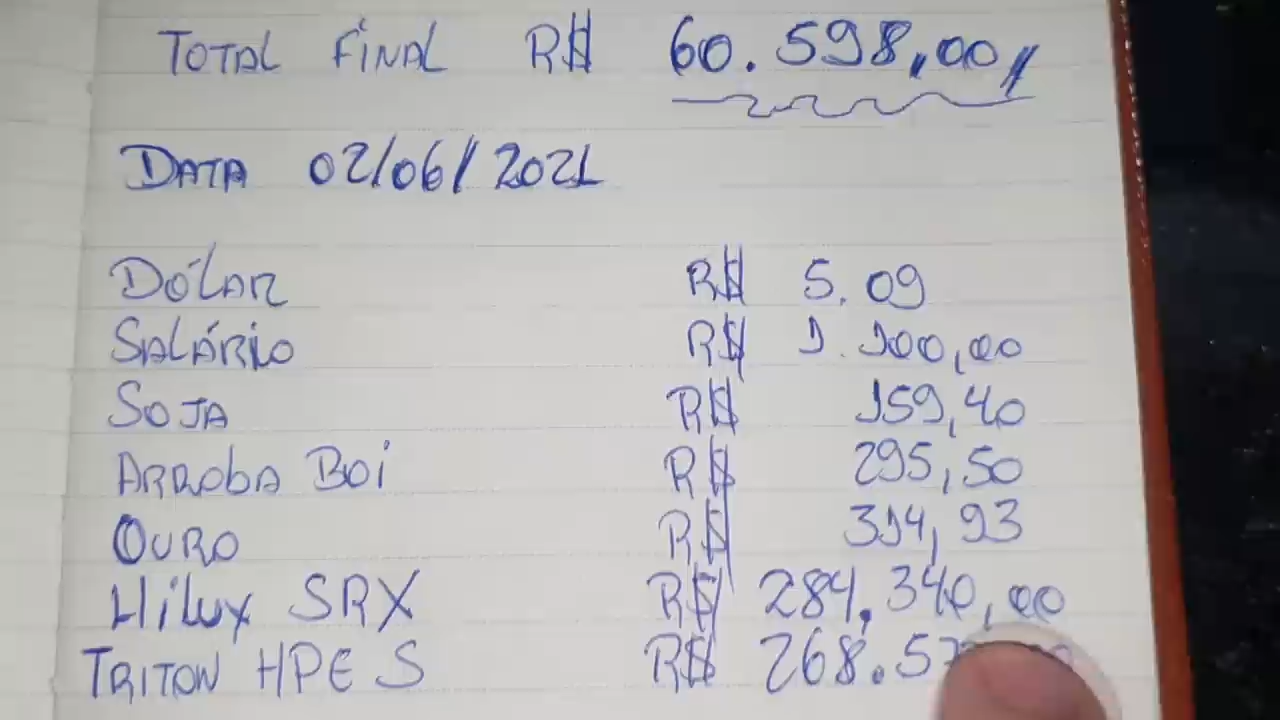 TOTAL FINAL R$ 60.598,00
DATA 02/06/2021
DÓLAR R$ 5.09
SALÁRIO R$ 1.100,00
SOJA R$ 159,40
ARROBA BOI R$ 295,50
OURO R$ 314,93
HILUX SRX R$ 284.340,00
TRITON HPE S R$